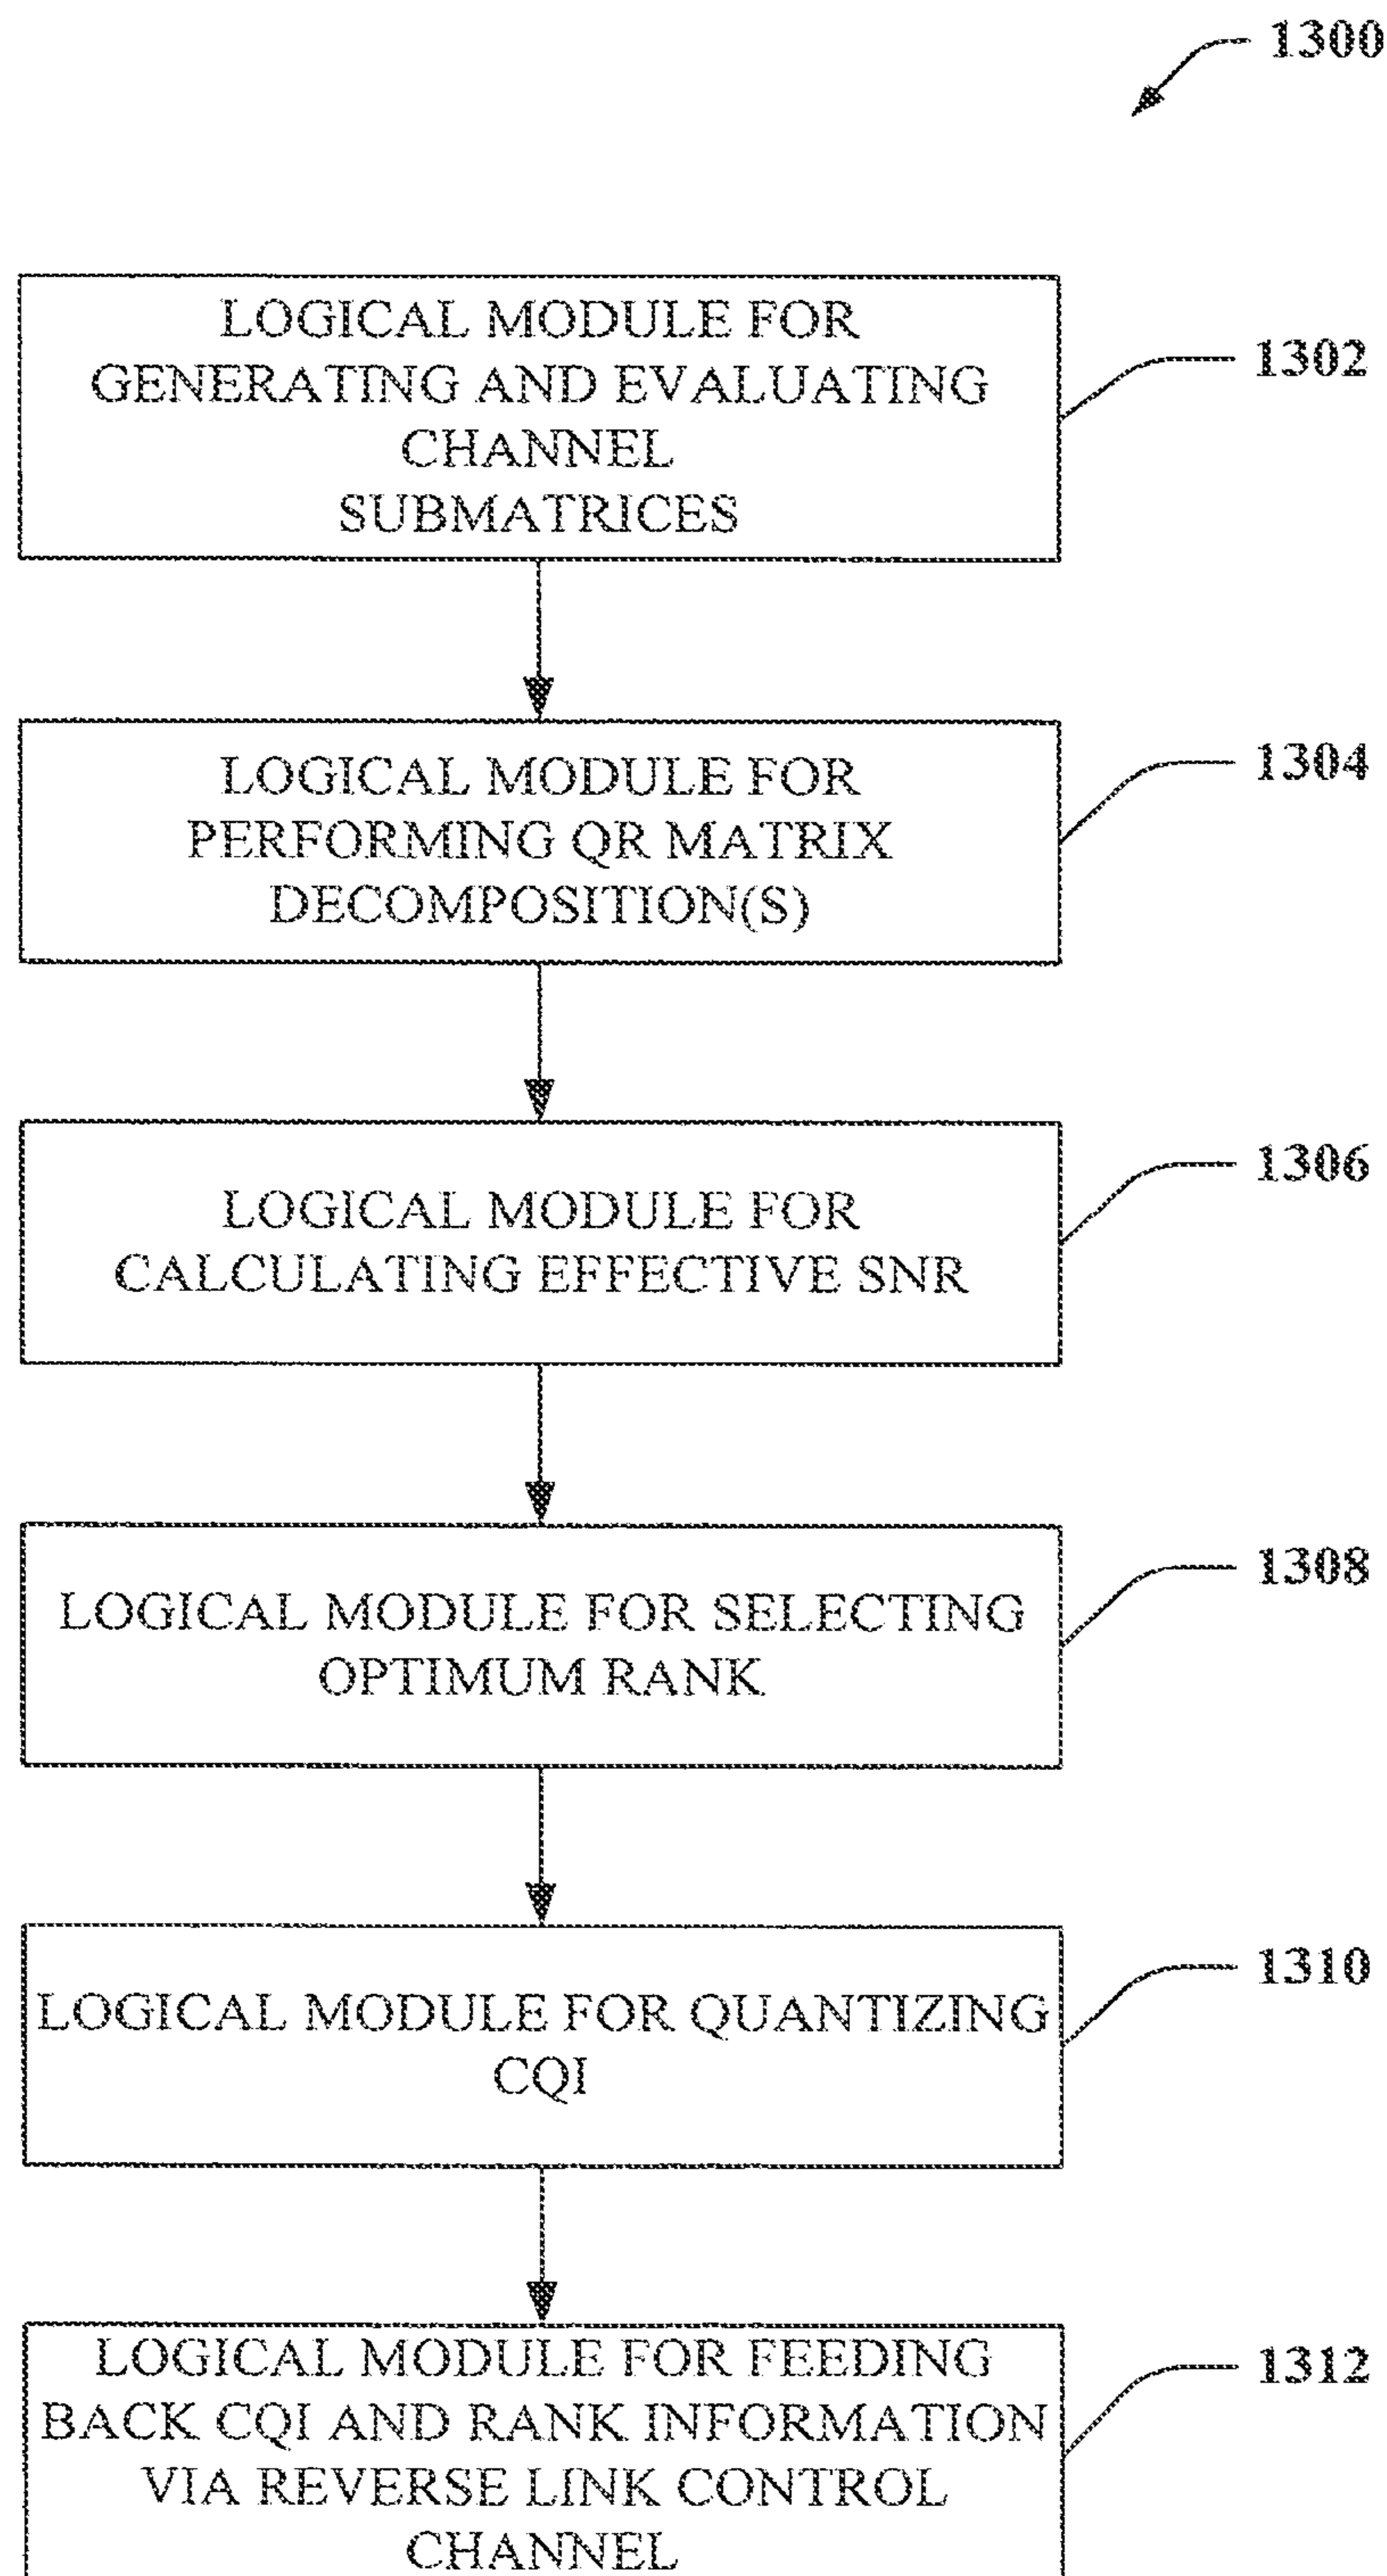 1300
LOGICAL MODULE FOR
GENERATING AND EVALUATING
CHANNEL
SUBMATRICES
1302
LOGICAL MODULE FOR
PERFORMING QR MATRIX
DECOMPOSITION(S)
1304
LOGICAL MODULE FOR
CALCULATING EFFECTIVE SNR
1306
LOGICAL MODULE FOR SELECTING
OPTIMUM RANK
1308
LOGICAL MODULE FOR QUANTIZING
CQI
1310
LOGICAL MODULE FOR FEEDING
BACK CQI AND RANK INFORMATION
VIA REVERSE LINK CONTROL
CHANNEL
1312